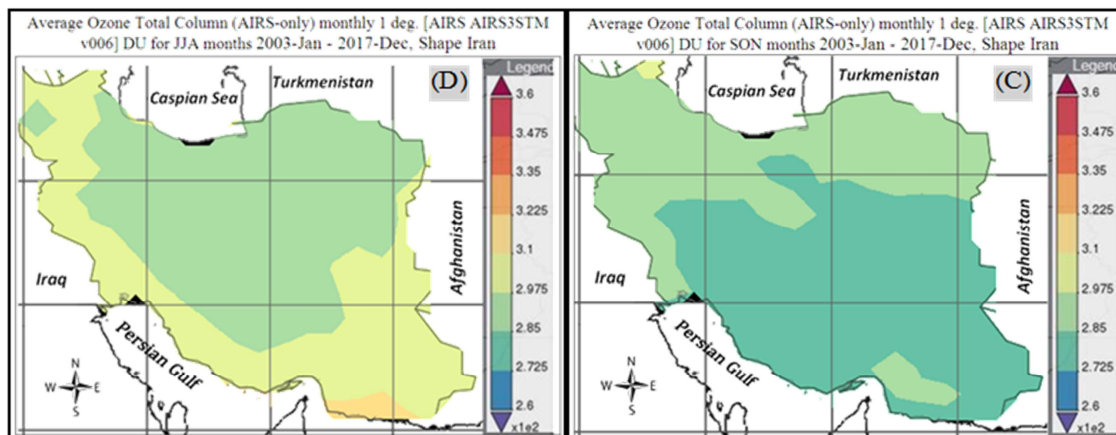 Average Ozone Total Column (AIRS-only) monthly 1 deg. [AIRS AIRS3STM
v006] DU for JJA months 2003-Jan - 2017-Dec, Shape Iran
Legend
(D)
Turkmenistan
Caspian Sea
Afghanistan
Iraq
Persian Gulf
N
W E
S
3.6
3.475
3.35
3.225
3.1
2.975
2.85
2.725
2.6
x1e2
Average Ozone Total Column (AIRS-only) monthly 1 deg. [AIRS AIRS3STM
v006] DU for SON months 2003-Jan - 2017-Dec, Shape Iran
Legend
(C)
Turkmenistan
Caspian Sea
Afghanistan
Iraq
Persian Gulf
N
W E
S
3.6
3.475
3.35
3.225
3.1
2.975
2.85
2.725
2.6
x1e2